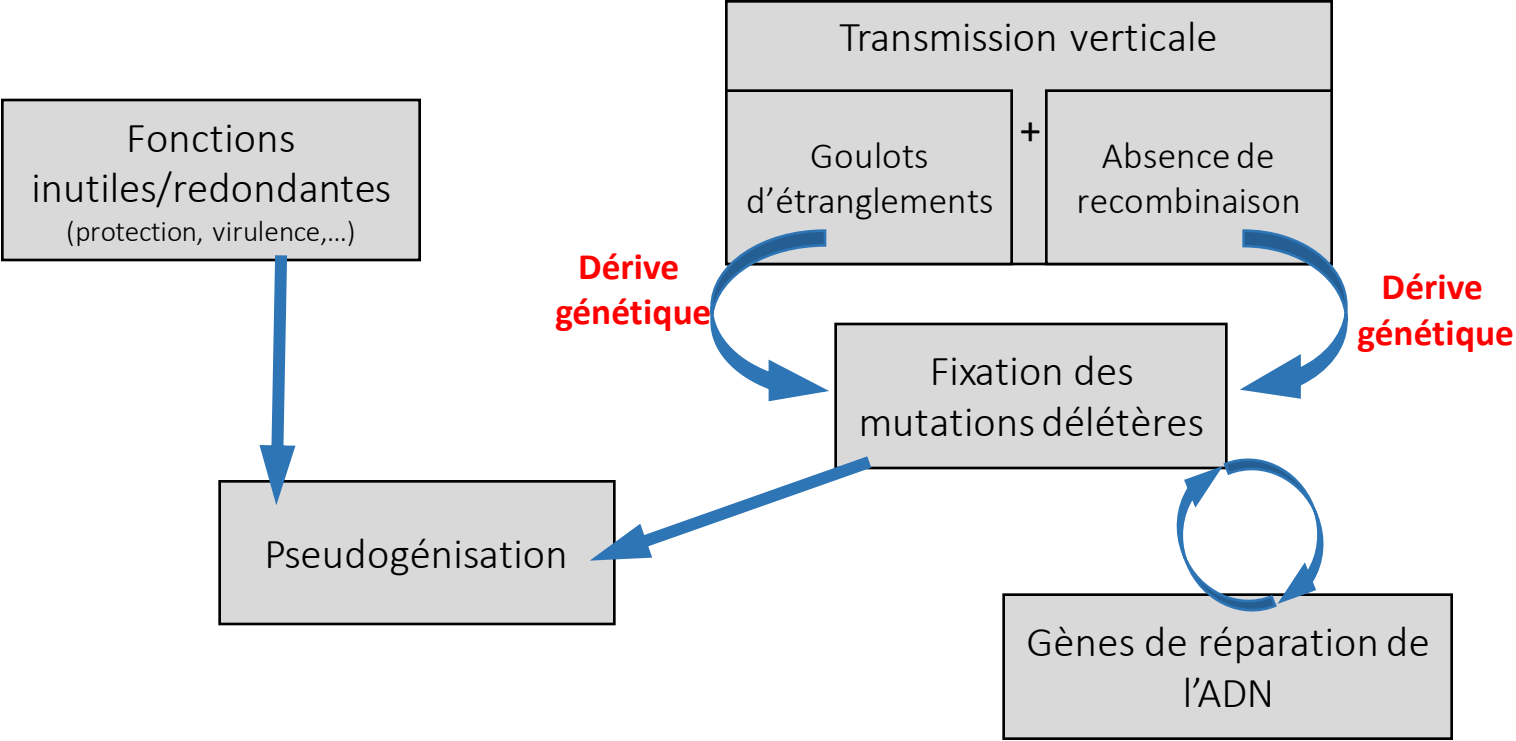 Transmission verticale
Goulots
d’étranglements
+
Absence de
recombinaison
Fonctions
inutiles/redondantes
(protection, virulence,...)
Dérive
génétique
Dérive
génétique
Fixation des
mutations délétères
Pseudogénisation
Gènes de réparation de
l’ADN